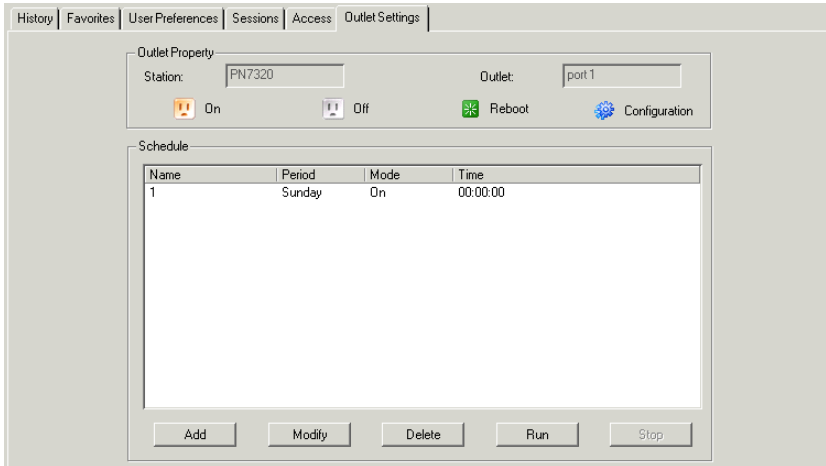 History Favorites User Preferences Sessions Access Outlet Settings
Outlet Property
Station: PN7320 Outlet: port 1
On Off Reboot Configuration
Schedule
Name Period Mode Time
1 Sunday On 00:00:00
Add Modify Delete Run Stop